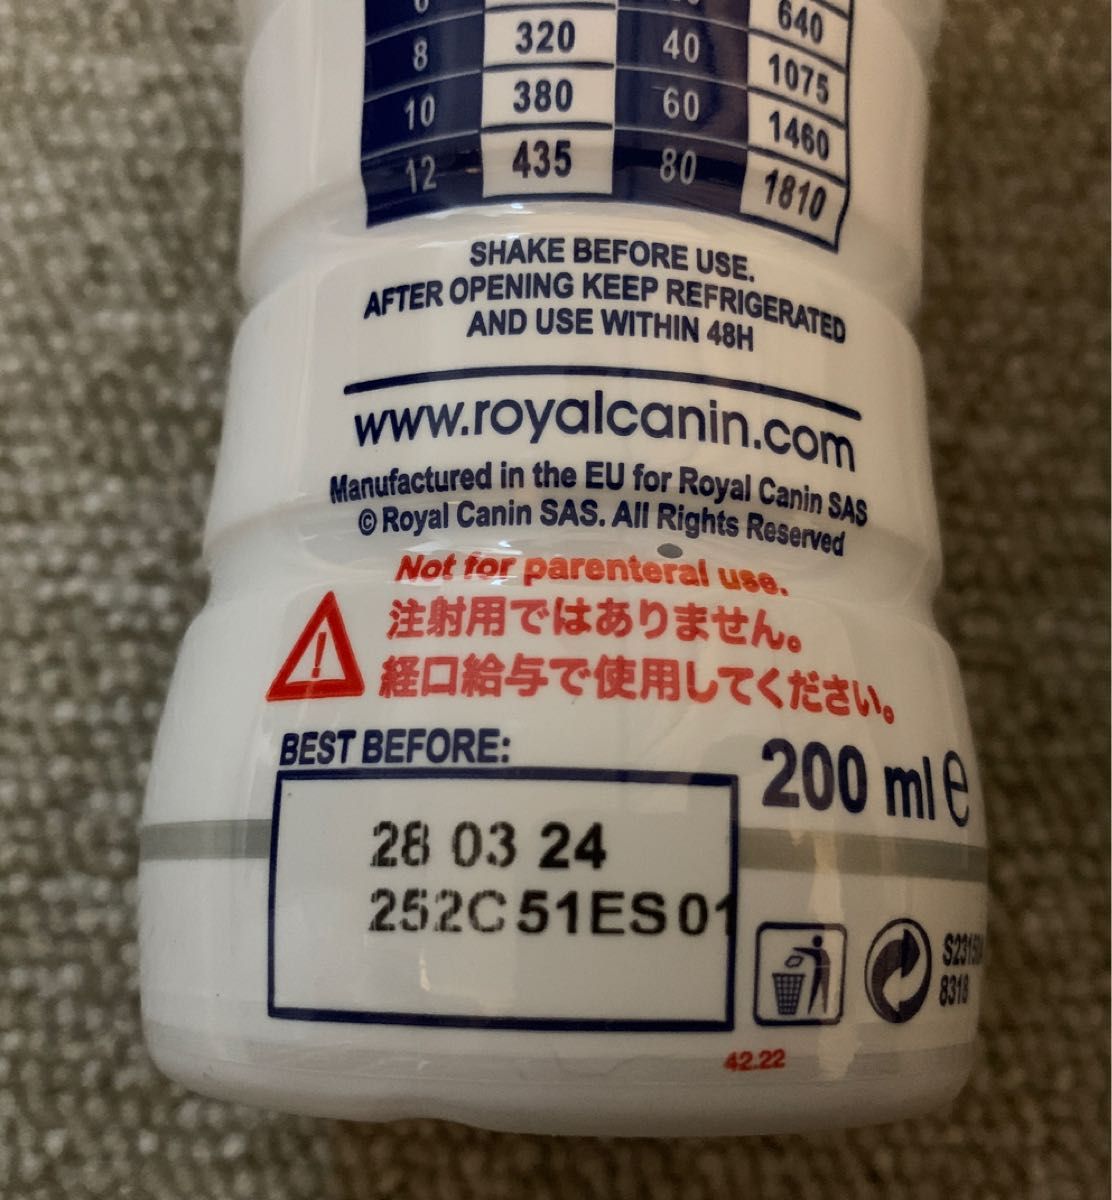 8 320 40 640
10 380 60 1075
12 435 80 1460
1810
SHAKE BEFORE USE.
AFTER OPENING KEEP REFRIGERATED
AND USE WITHIN 48H
www.royalcanin.com
Manufactured in the EU for Royal Canin SAS
© Royal Canin SAS. All Rights Reserved
Not for parenteral use.
注射用ではありません。
経口給与で使用してください。
BEST BEFORE:
200 ml e
28 03 24
252C51ES01
8318
42.22